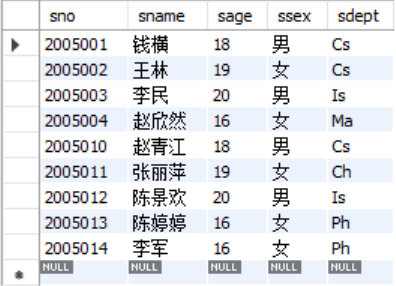 sno sname sage ssex sdept
2005001 钱横 18 男 Cs
2005002 王林 19 女 Cs
2005003 李民 20 男 Is
2005004 赵欣然 16 女 Ma
2005010 赵青江 18 男 Cs
2005011 张丽萍 19 女 Ch
2005012 陈景欢 20 男 Is
2005013 陈婷婷 16 女 Ph
2005014 李军 16 女 Ph
NULL NULL NULL NULL NULL